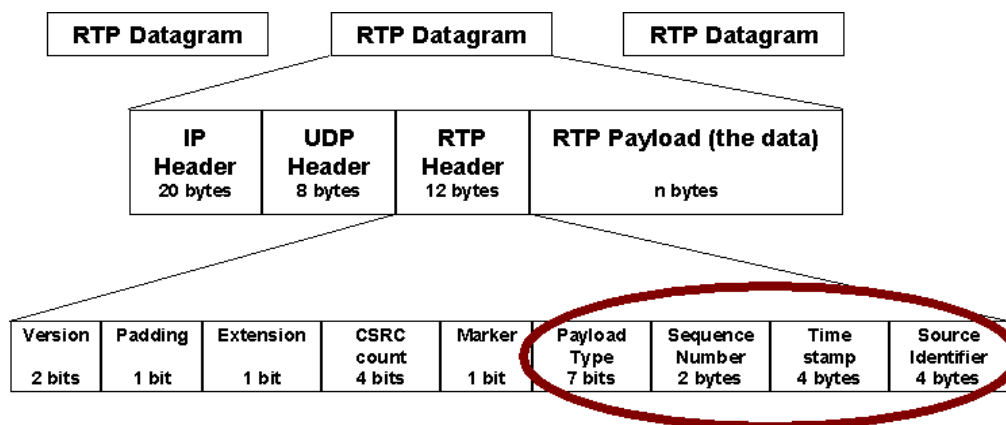 RTP Datagram
RTP Datagram
RTP Datagram
IP
Header
20 bytes
UDP
Header
8 bytes
RTP
Header
12 bytes
RTP Payload (the data)
n bytes
Version
2 bits
Padding
1 bit
Extension
1 bit
CSRC
count
4 bits
Marker
1 bit
Payload
Type
7 bits
Sequence
Number
2 bytes
Time
stamp
4 bytes
Source
Identifier
4 bytes